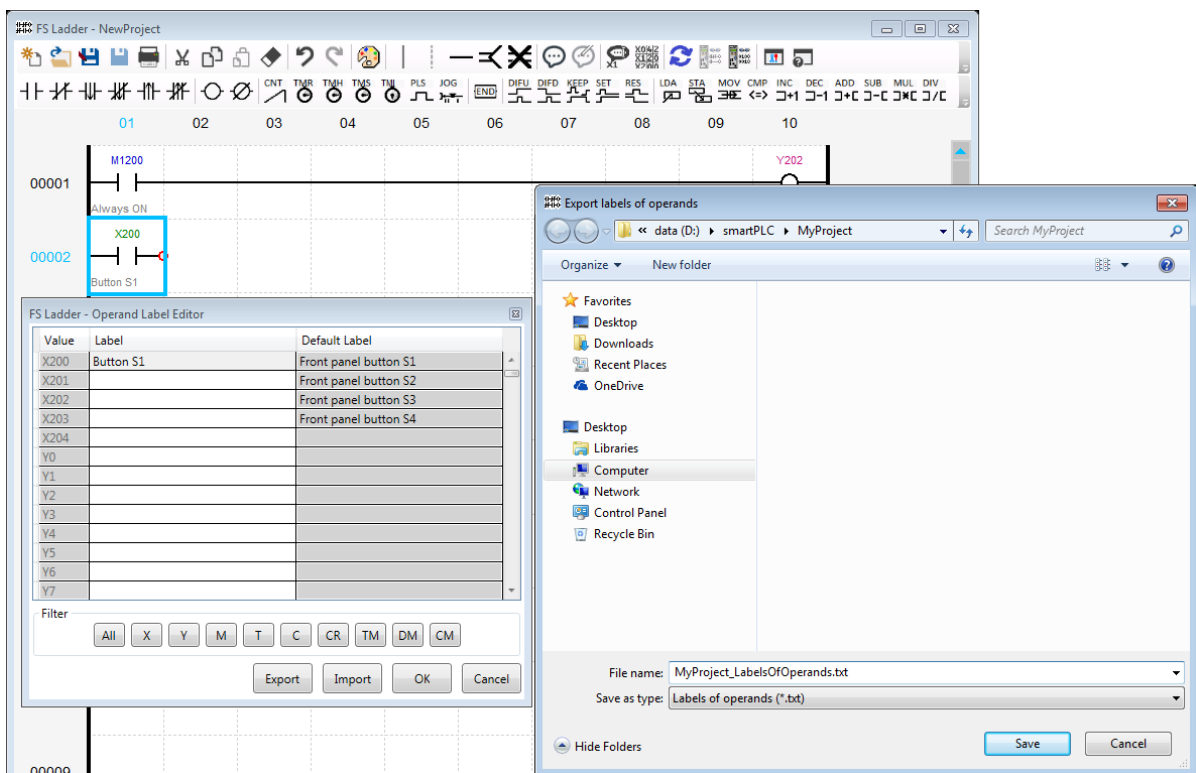 FS Ladder - NewProject
CNT TMR TMH TMS TML PLS JOG END DIFU DIFD KEEP SET RES LDA STA MOV CMP INC DEC ADD SUB MUL DIV
01 02 03 04 05 06 07 08 09 10
M1200 Y202
00001
Always ON
X200
00002
Button S1
FS Ladder - Operand Label Editor
Value Label Default Label
X200 Button S1 Front panel button S1
X201 Front panel button S2
X202 Front panel button S3
X203 Front panel button S4
X204
Y0
Y1
Y2
Y3
Y4
Y5
Y6
Y7
Filter
All X Y M T C CR TM DM CM
Export Import OK Cancel
00009
Export labels of operands
« data (D:) smartPLC MyProject Search MyProject
Organize New folder
Favorites
Desktop
Downloads
Recent Places
OneDrive
Desktop
Libraries
Computer
Network
Control Panel
Recycle Bin
File name: MyProject_LabelsOfOperands.txt
Save as type: Labels of operands (*.txt)
Hide Folders Save Cancel